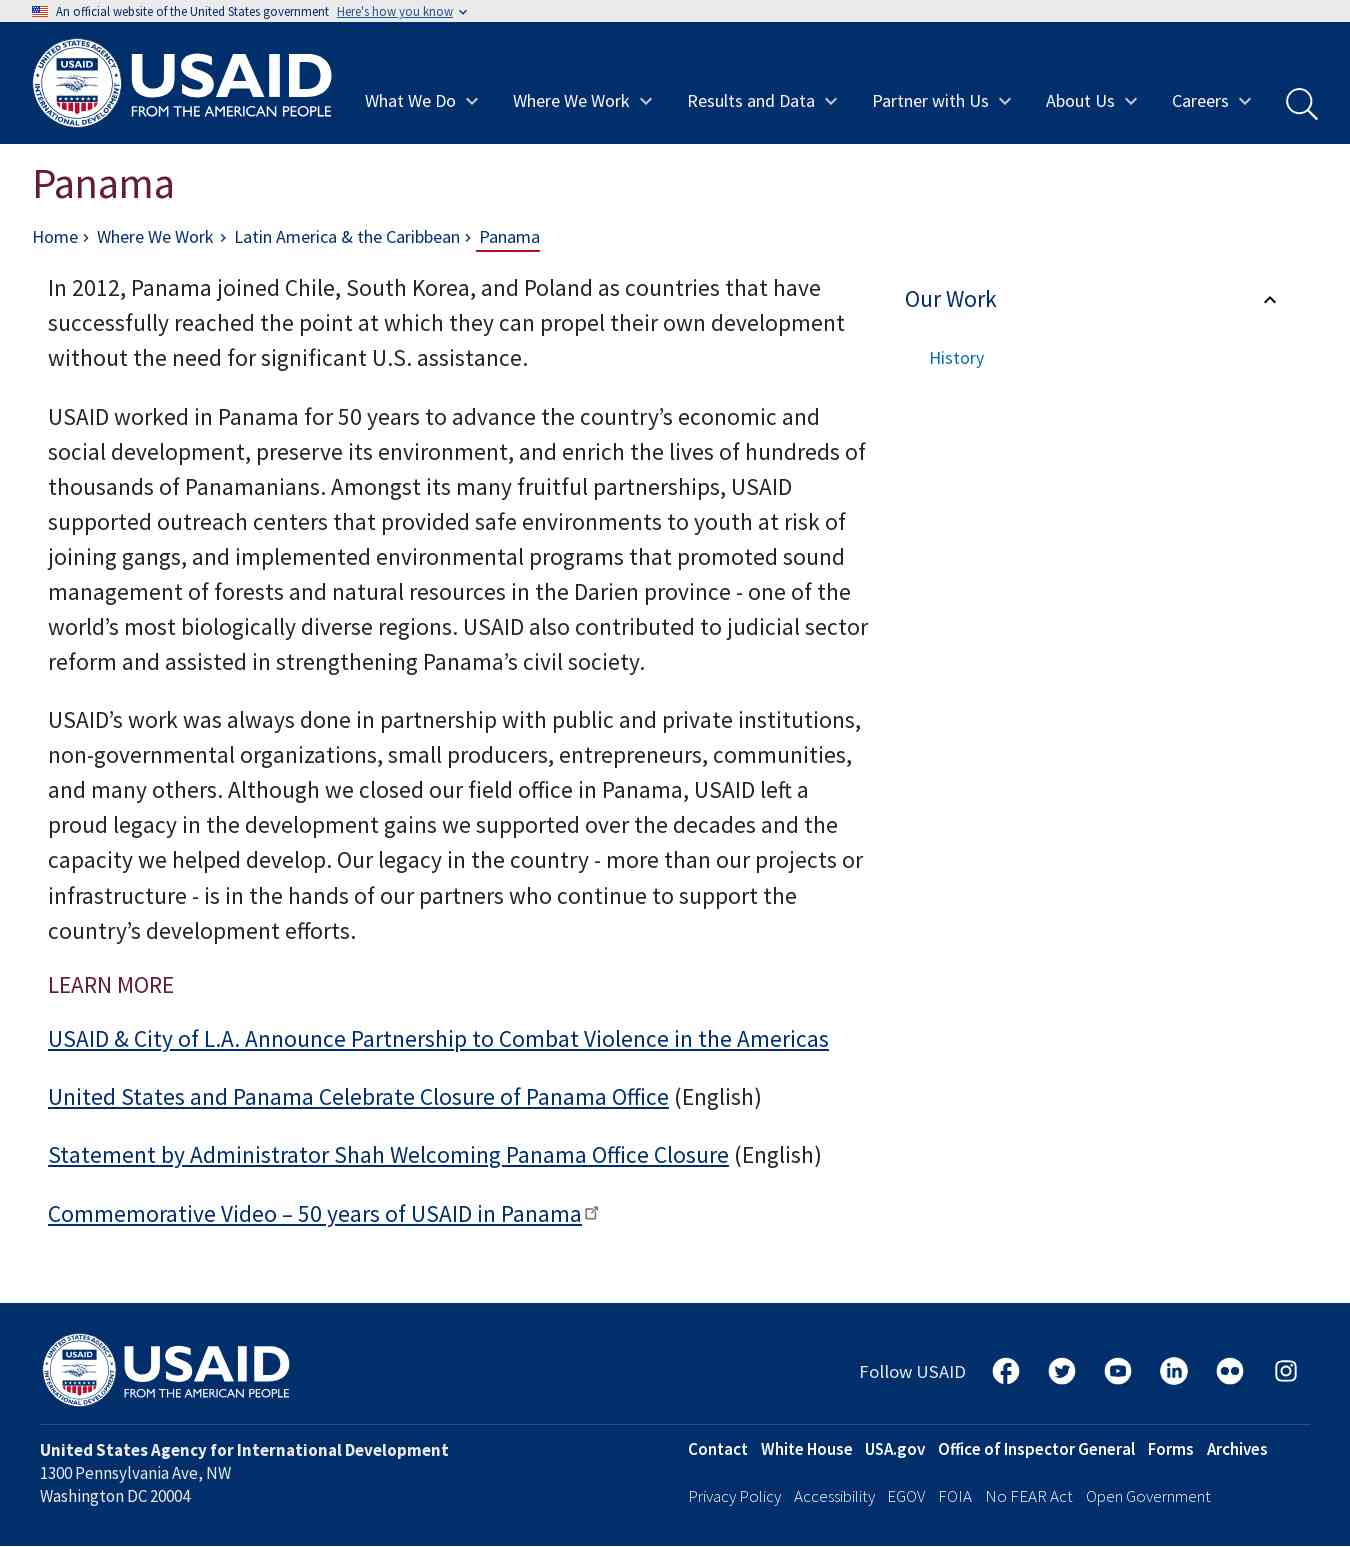 An official website of the United States government Here's how you know
USAID
USAID
FROM THE AMERICAN PEOPLE
What We Do
Where We Work
Results and Data
Partner with Us
About Us
Careers
Panama
Home
Where We Work
Latin America & the Caribbean
Panama
In 2012, Panama joined Chile, South Korea, and Poland as countries that have
successfully reached the point at which they can propel their own development
without the need for significant U.S. assistance.
USAID worked in Panama for 50 years to advance the country’s economic and
social development, preserve its environment, and enrich the lives of hundreds of
thousands of Panamanians. Amongst its many fruitful partnerships, USAID
supported outreach centers that provided safe environments to youth at risk of
joining gangs, and implemented environmental programs that promoted sound
management of forests and natural resources in the Darien province - one of the
world’s most biologically diverse regions. USAID also contributed to judicial sector
reform and assisted in strengthening Panama’s civil society.
USAID’s work was always done in partnership with public and private institutions,
non-governmental organizations, small producers, entrepreneurs, communities,
and many others. Although we closed our field office in Panama, USAID left a
proud legacy in the development gains we supported over the decades and the
capacity we helped develop. Our legacy in the country - more than our projects or
infrastructure - is in the hands of our partners who continue to support the
country’s development efforts.
LEARN MORE
USAID & City of L.A. Announce Partnership to Combat Violence in the Americas
United States and Panama Celebrate Closure of Panama Office (English)
Statement by Administrator Shah Welcoming Panama Office Closure (English)
Commemorative Video – 50 years of USAID in Panama
Our Work
History
UNITED STATES AGENCY
INTERNATIONAL DEVELOPMENT
USAID
USAID
FROM THE AMERICAN PEOPLE
Follow USAID
United States Agency for International Development
1300 Pennsylvania Ave, NW
Washington DC 20004
Contact White House USA.gov Office of Inspector General Forms Archives
Privacy Policy Accessibility EGOV FOIA No FEAR Act Open Government